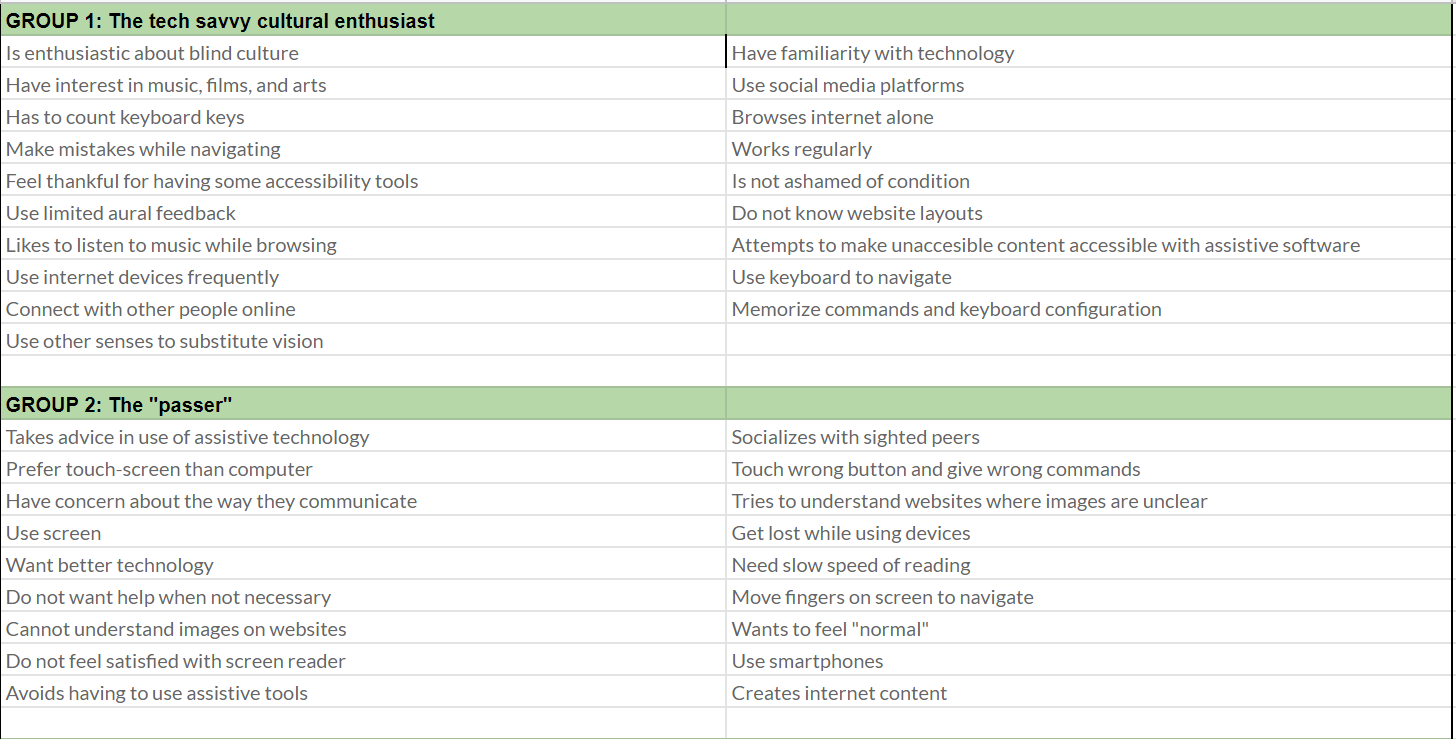 GROUP 1: The tech savvy cultural enthusiast
Is enthusiastic about blind culture
Have familiarity with technology
Have interest in music, films, and arts
Use social media platforms
Has to count keyboard keys
Browses internet alone
Make mistakes while navigating
Works regularly
Feel thankful for having some accessibility tools
Is not ashamed of condition
Use limited aural feedback
Do not know website layouts
Likes to listen to music while browsing
Attempts to make unaccesible content accessible with assistive software
Use internet devices frequently
Use keyboard to navigate
Connect with other people online
Memorize commands and keyboard configuration
Use other senses to substitute vision
GROUP 2: The "passer"
Takes advice in use of assistive technology
Socializes with sighted peers
Prefer touch-screen than computer
Touch wrong button and give wrong commands
Have concern about the way they communicate
Tries to understand websites where images are unclear
Use screen
Get lost while using devices
Want better technology
Need slow speed of reading
Do not want help when not necessary
Move fingers on screen to navigate
Cannot understand images on websites
Wants to feel "normal"
Do not feel satisfied with screen reader
Use smartphones
Avoids having to use assistive tools
Creates internet content